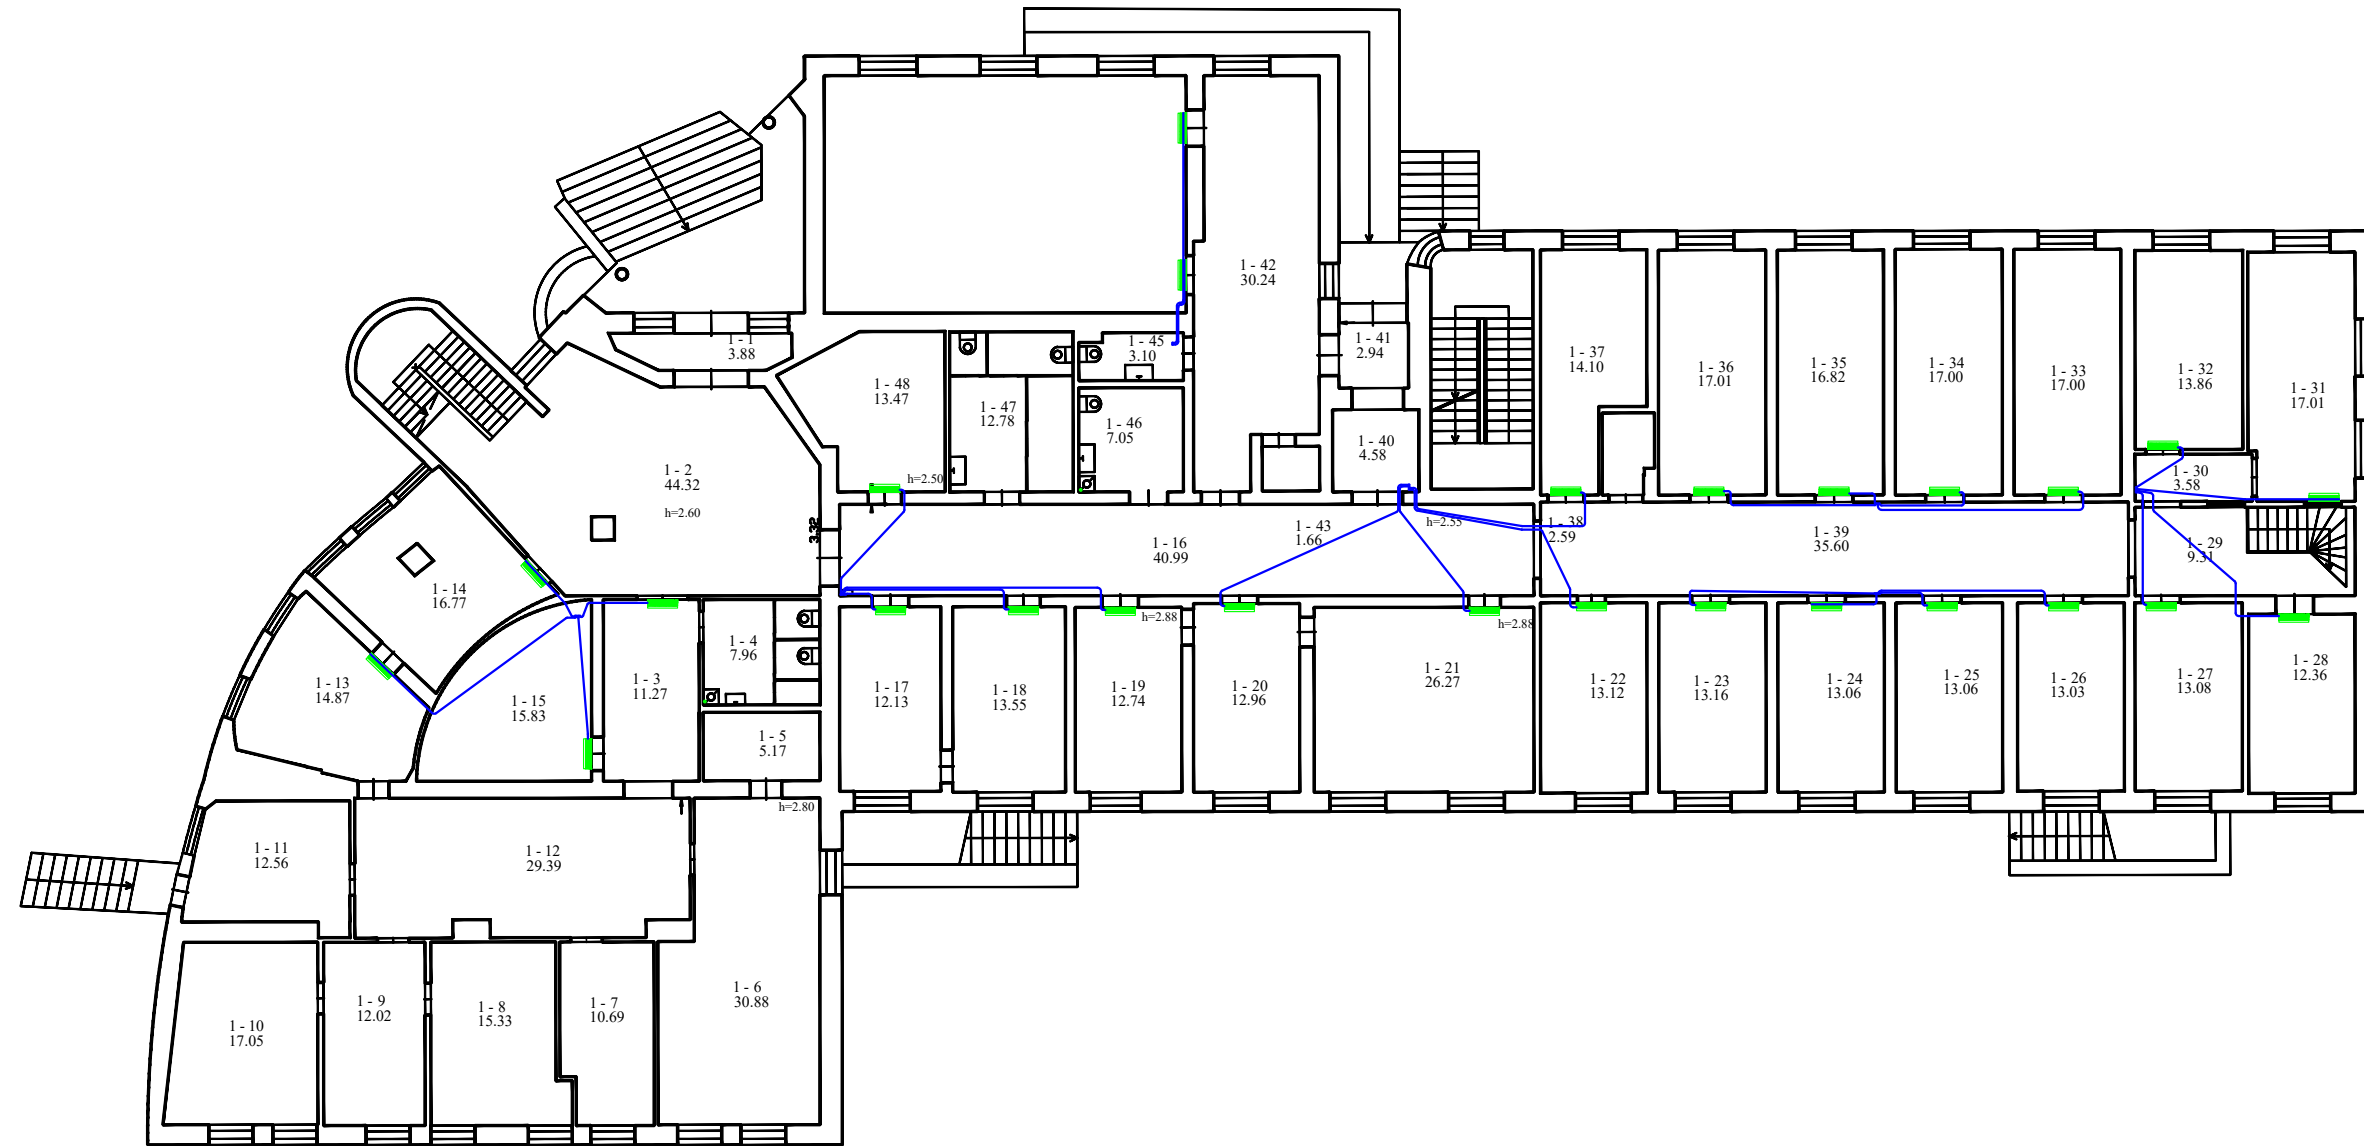 1 - 42
30.24
1 - 1
3.88
1 - 45
3.10
1 - 41
2.94
1 - 37
14.10
1 - 36
17.01
1 - 35
16.82
1 - 34
17.00
1 - 33
17.00
1 - 32
13.86
1 - 31
17.01
1 - 48
13.47
1 - 47
12.78
1 - 46
7.05
1 - 40
4.58
1 - 2
44.32
h=2.60
h=2.50
1 - 30
3.58
3.32
1 - 43
1.66
h=2.55
1 - 38
2.59
1 - 39
35.60
1 - 16
40.99
1 - 29
9.31
1 - 14
16.77
h=2.88
h=2.88
1 - 4
7.96
1 - 13
14.87
1 - 15
15.83
1 - 3
11.27
1 - 17
12.13
1 - 18
13.55
1 - 19
12.74
1 - 20
12.96
1 - 21
26.27
1 - 22
13.12
1 - 23
13.16
1 - 24
13.06
1 - 25
13.06
1 - 26
13.03
1 - 27
13.08
1 - 28
12.36
1 - 5
5.17
h=2.80
1 - 11
12.56
1 - 12
29.39
1 - 10
17.05
1 - 9
12.02
1 - 8
15.33
1 - 7
10.69
1 - 6
30.88